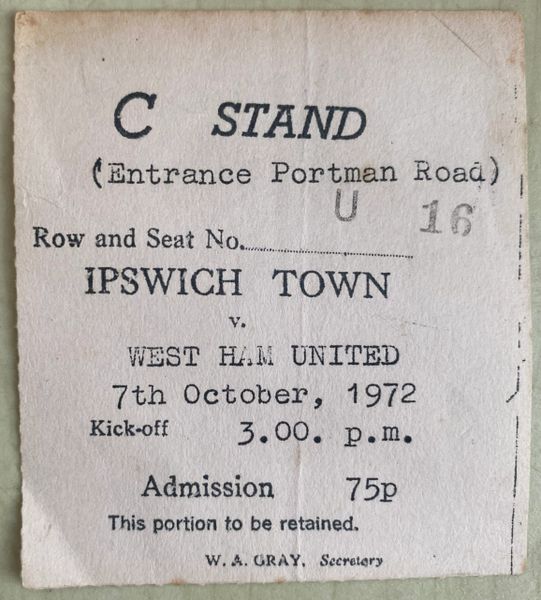 C STAND
(Entrance Portman Road)
U 16
Row and Seat No.
IPSWICH TOWN
v.
WEST HAM UNITED
7th October, 1972
Kick-off 3.00. p.m.
Admission 75p
This portion to be retained.
W. A. GRAY, Secretary